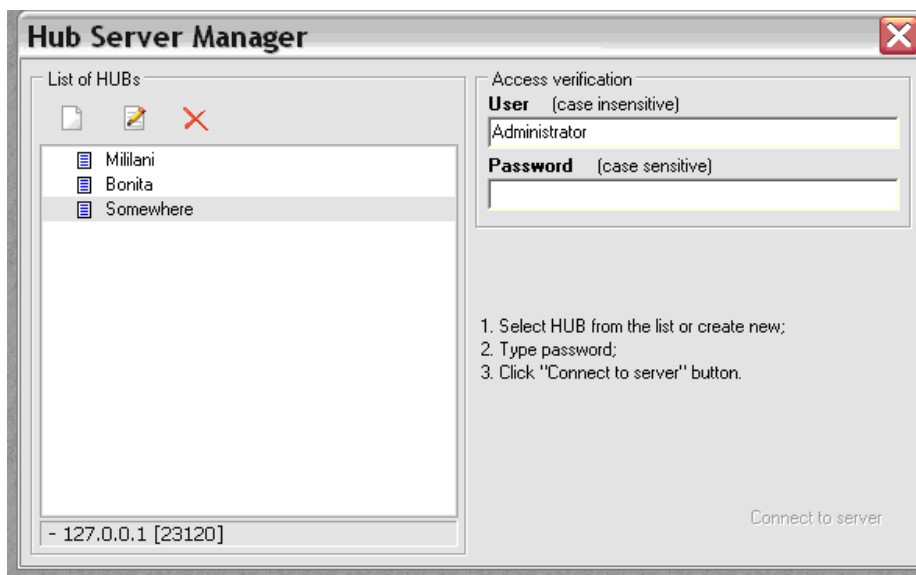 Hub Server Manager
List of HUBs
Mililani
Bonita
Somewhere
- 127.0.0.1 [23120]
Access verification
User (case insensitive)
Administrator
Password (case sensitive)
1. Select HUB from the list or create new;
2. Type password;
3. Click "Connect to server" button.
Connect to server